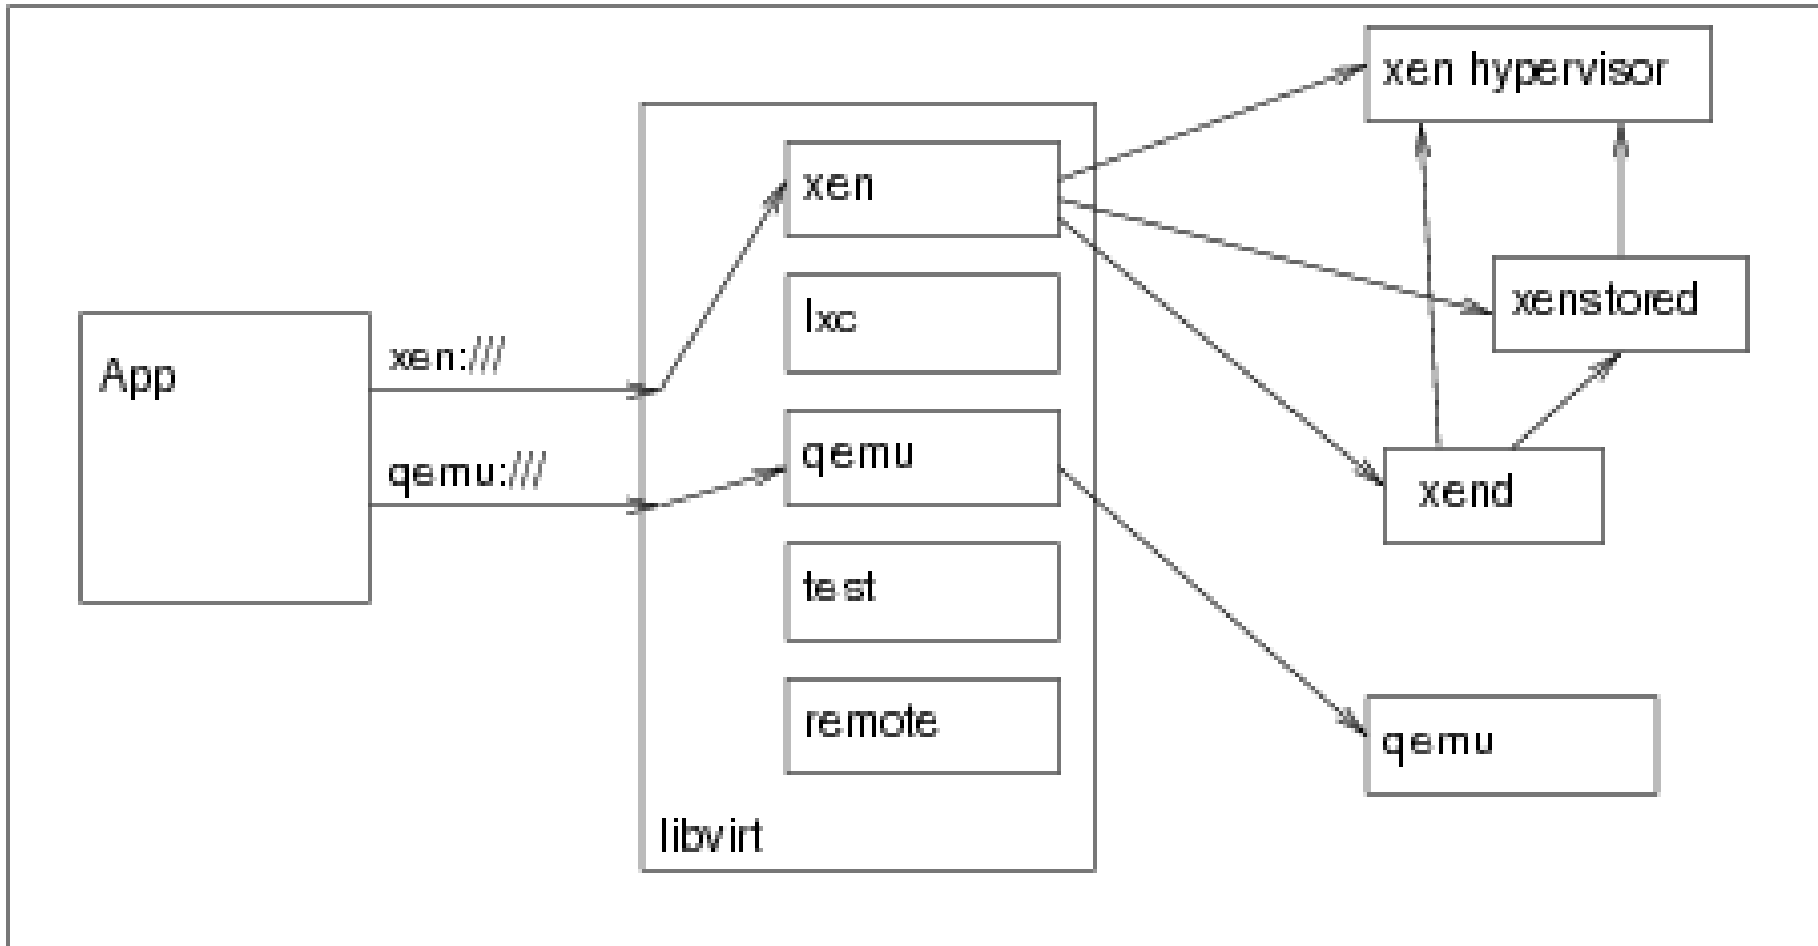 App
xen:///
qemu:///
xen
lxc
qemu
test
remote
libvirt
xen hypervisor
xenstored
xend
qemu